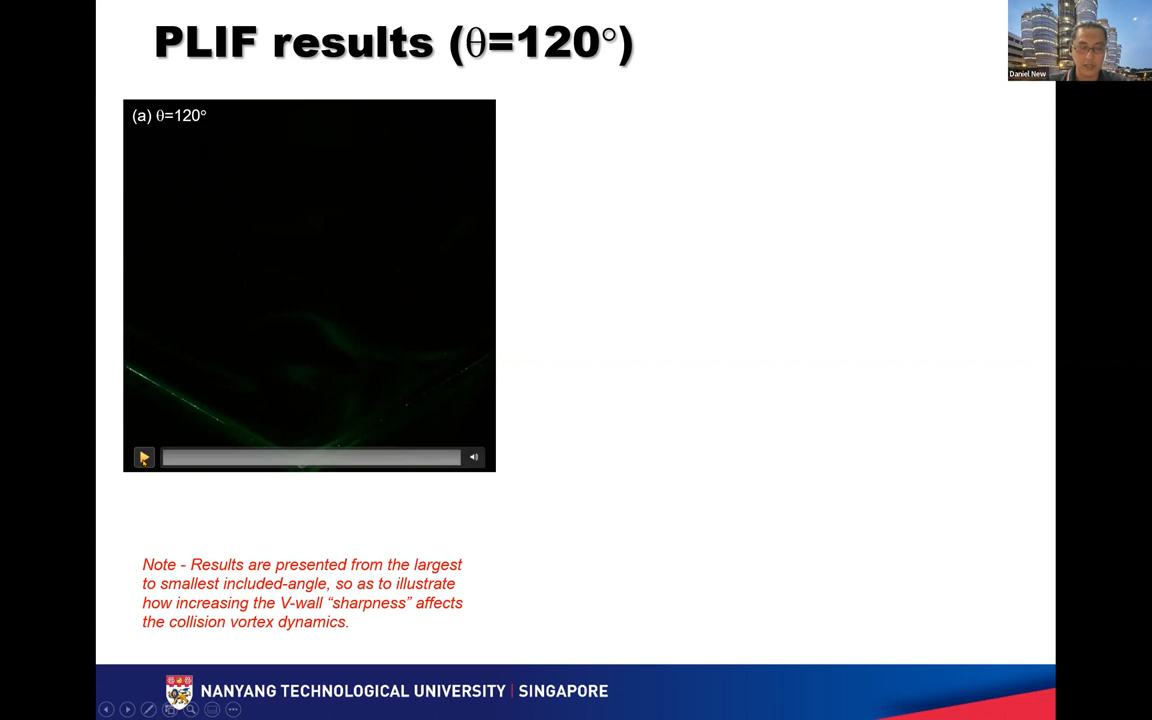 PLIF results (θ=120°)
Daniel New
(a) θ=120°
Note - Results are presented from the largest
to smallest included-angle, so as to illustrate
how increasing the V-wall “sharpness” affects
the collision vortex dynamics.
NANYANG TECHNOLOGICAL UNIVERSITY | SINGAPORE